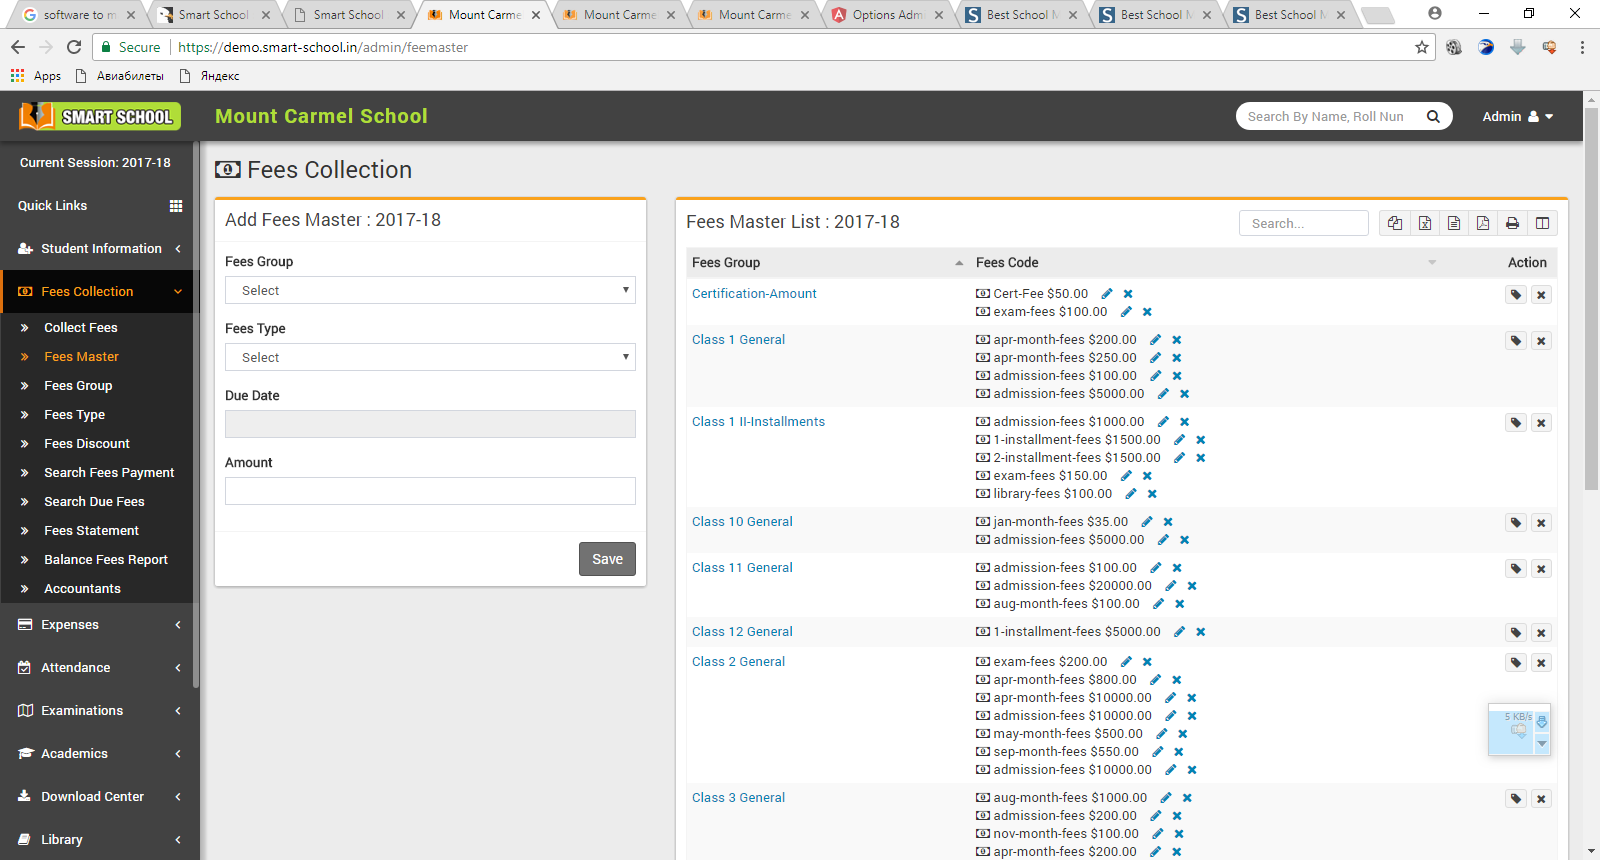 software to m
Smart School
Smart School
Mount Carme
Mount Carme
Mount Carme
Options Adm
Best School M
Best School M
Best School M
Secure
https://demo.smart-school.in/admin/feemaster
Apps
Авиабилеты
Яндекс
SMART SCHOOL
Mount Carmel School
Search By Name, Roll Nun
Admin
Current Session: 2017-18
Quick Links
Student Information
Fees Collection
Collect Fees
Fees Master
Fees Group
Fees Type
Fees Discount
Search Fees Payment
Search Due Fees
Fees Statement
Balance Fees Report
Accountants
Expenses
Attendance
Examinations
Academics
Download Center
Library
Fees Collection
Add Fees Master : 2017-18
Fees Group
Select
Fees Type
Select
Due Date
Amount
Save
Fees Master List : 2017-18
Search...
Fees Group Fees Code Action
Certification-Amount
Cert-Fee $50.00
exam-fees $100.00
Class 1 General
apr-month-fees $200.00
apr-month-fees $250.00
admission-fees $100.00
admission-fees $5000.00
Class 1 II-Installments
admission-fees $1000.00
1-installment-fees $1500.00
2-installment-fees $1500.00
exam-fees $150.00
library-fees $100.00
Class 10 General
jan-month-fees $35.00
admission-fees $5000.00
Class 11 General
admission-fees $100.00
admission-fees $20000.00
aug-month-fees $100.00
Class 12 General
1-installment-fees $5000.00
Class 2 General
exam-fees $200.00
apr-month-fees $800.00
apr-month-fees $10000.00
admission-fees $10000.00
may-month-fees $500.00
sep-month-fees $550.00
admission-fees $10000.00
Class 3 General
aug-month-fees $1000.00
admission-fees $200.00
nov-month-fees $100.00
apr-month-fees $200.00
5 KB/s